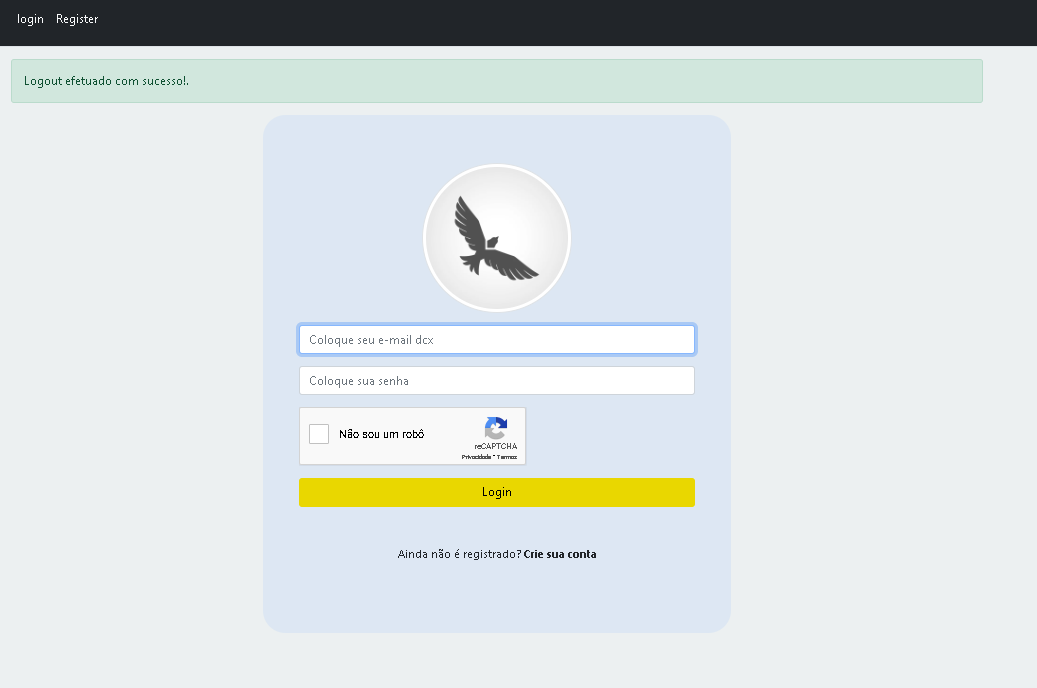 login Register
Logout efetuado com sucesso!.
Coloque seu e-mail dcx
Coloque sua senha
Não sou um robô
reCAPTCHA
Privacidade - Termos
Login
Ainda não é registrado? Crie sua conta